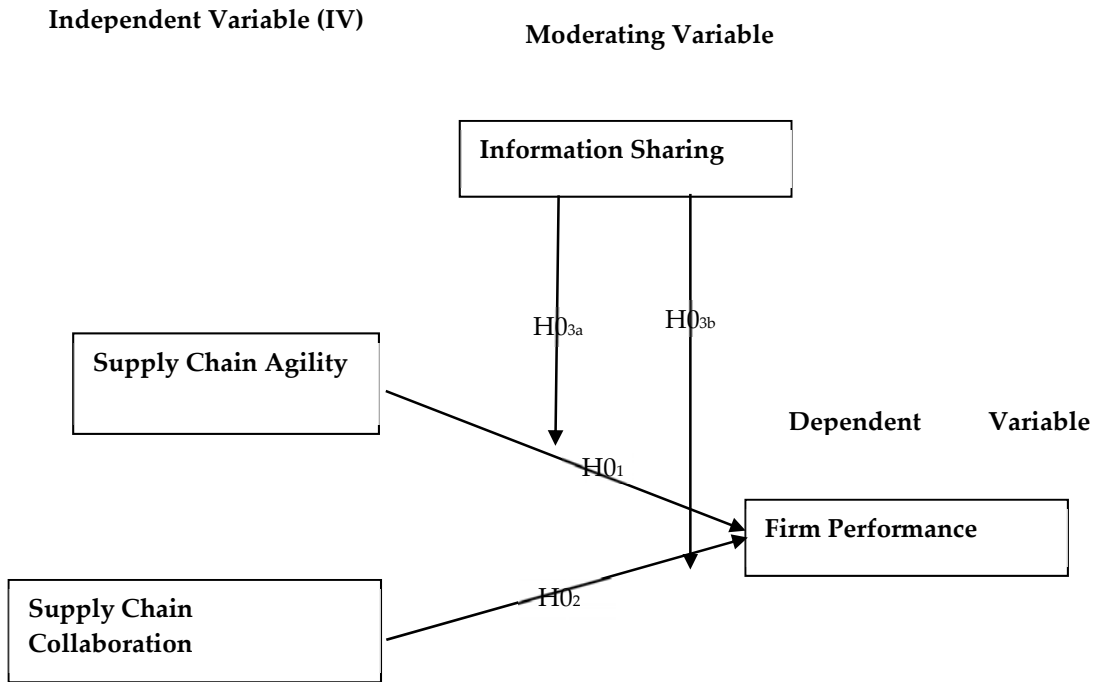 Independent Variable (IV)
Moderating Variable
Information Sharing
H03a
H03b
Supply Chain Agility
Dependent Variable
H01
Firm Performance
H02
Supply Chain
Collaboration